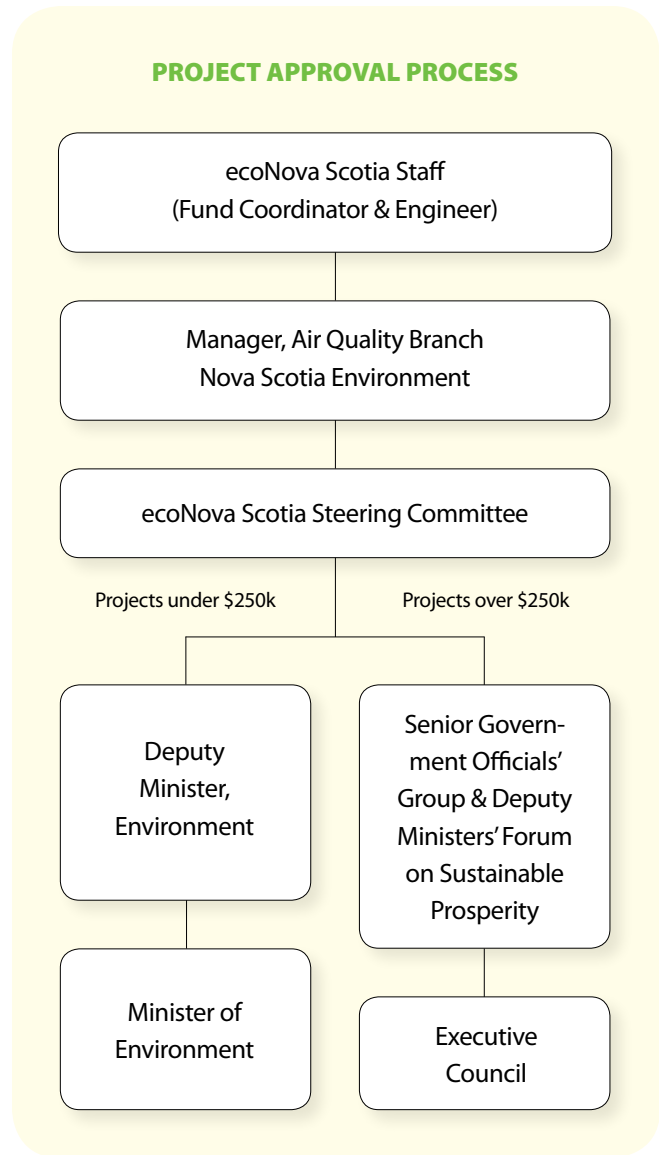 PROJECT APPROVAL PROCESS
ecoNova Scotia Staff
(Fund Coordinator & Engineer)
Manager, Air Quality Branch
Nova Scotia Environment
ecoNova Scotia Steering Committee
Projects under $250k
Projects over $250k
Deputy
Minister,
Environment
Senior Govern-
ment Officials’
Group & Deputy
Ministers’ Forum
on Sustainable
Prosperity
Minister of
Environment
Executive
Council